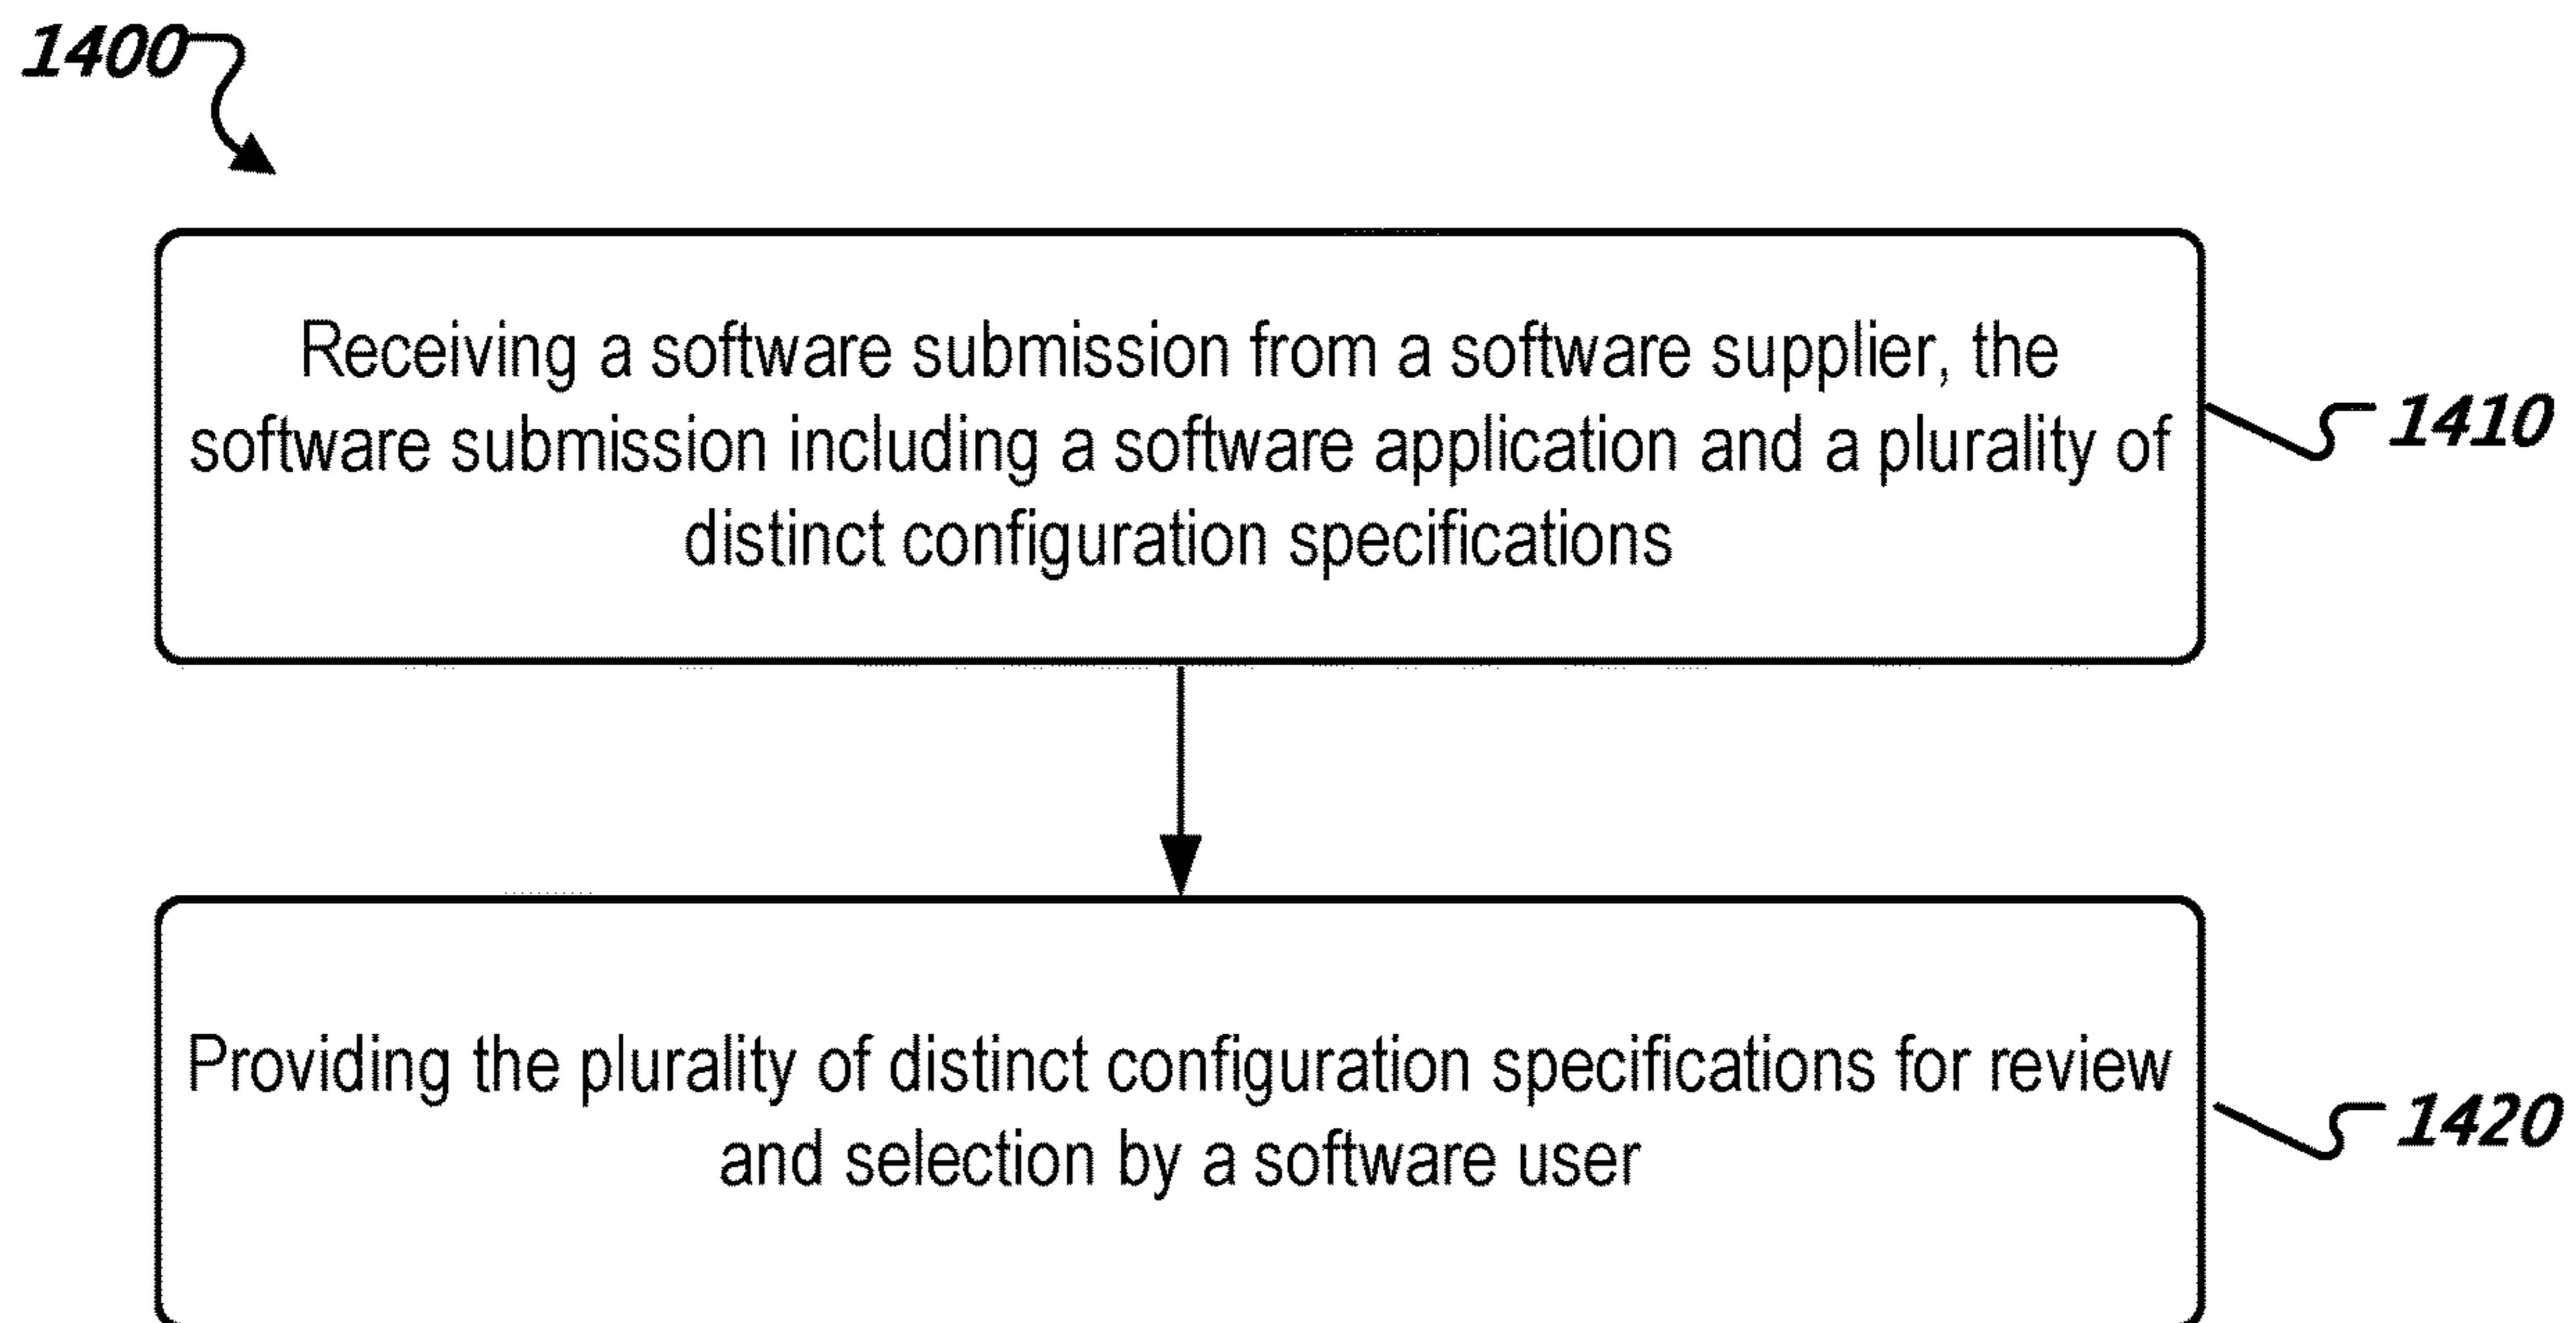 1400
Receiving a software submission from a software supplier, the
software submission including a software application and a plurality of
distinct configuration specifications
1410
Providing the plurality of distinct configuration specifications for review
and selection by a software user
1420